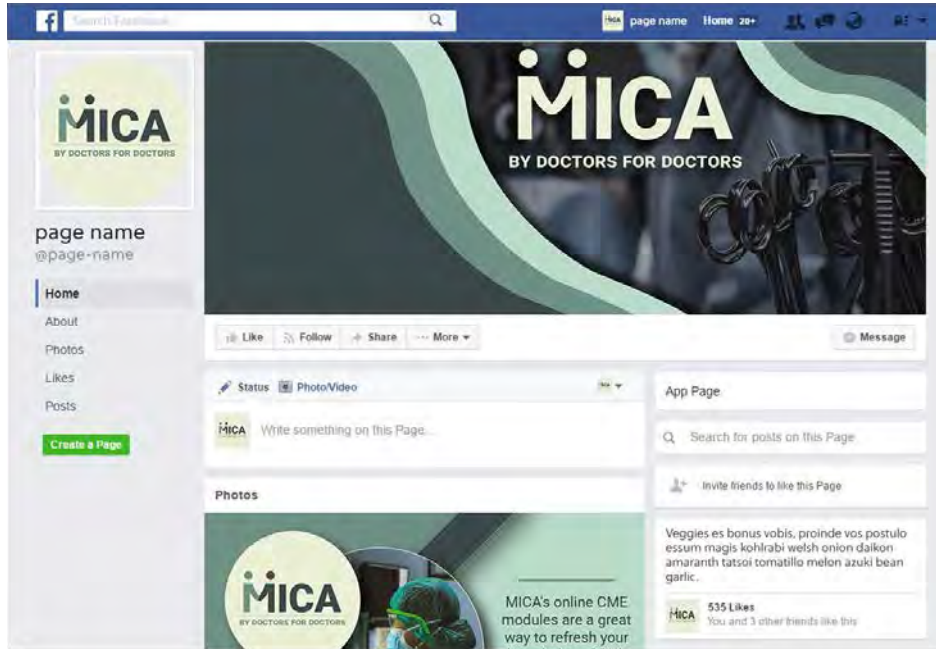 Search Facebook
page name
Home 20+
MICA
BY DOCTORS FOR DOCTORS
page name
@page-name
Home
About
Photos
Likes
Posts
Create a Page
MICA
BY DOCTORS FOR DOCTORS
Like
Follow
Share
More
Message
Status
Photo/Video
MICA
Write something on this Page...
Photos
MICA
BY DOCTORS FOR DOCTORS
MICA's online CME
modules are a great
way to refresh your
App Page
Search for posts on this Page
Invite friends to like this Page
Veggies es bonus vobis, proinde vos postulo
essum magis kohlrabi welsh onion daikon
amaranth tatsoi tomatillo melon azuki bean
garlic.
MICA
535 Likes
You and 3 other friends like this